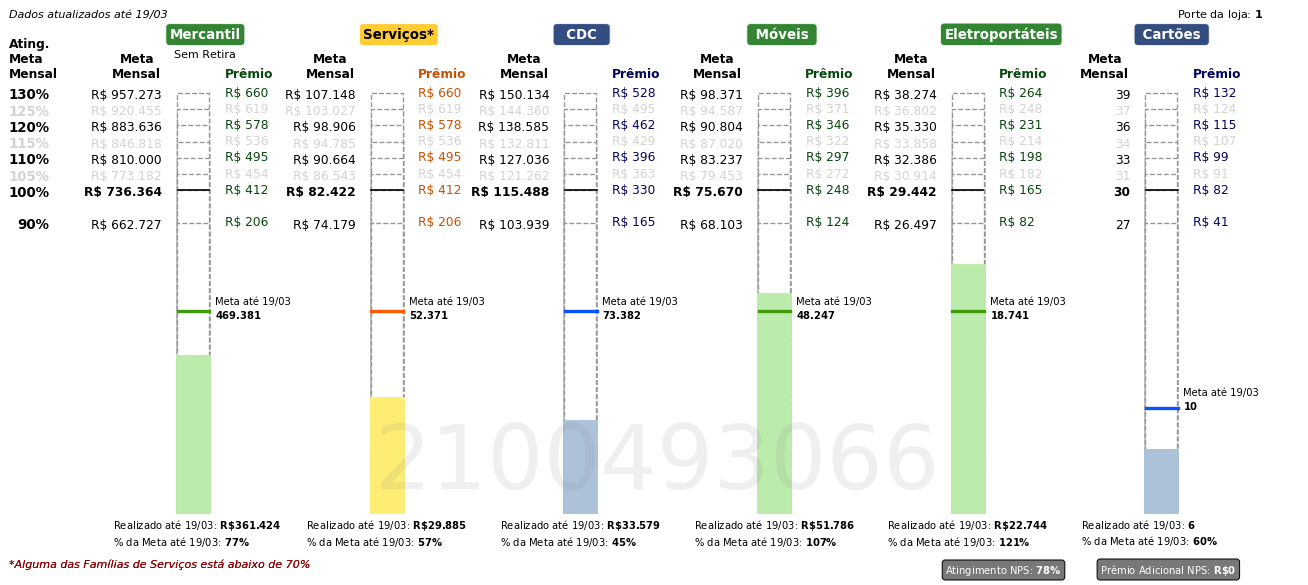 Dados atualizados até 19/03
Porte da loja: 1
Mercantil Serviços* CDC Móveis Eletroportáteis Cartões
Sem Retira
Ating. Meta Mensal
Meta Mensal Prêmio Meta Mensal Prêmio Meta Mensal Prêmio Meta Mensal Prêmio Meta Mensal Prêmio Meta Mensal Prêmio
130% R$ 957.273 R$ 660 R$ 107.148 R$ 660 R$ 150.134 R$ 528 R$ 98.371 R$ 396 R$ 38.274 R$ 264 39 R$ 132
125% R$ 920.455 R$ 619 R$ 103.027 R$ 619 R$ 144.360 R$ 495 R$ 94.587 R$ 371 R$ 36.802 R$ 248 37 R$ 124
120% R$ 883.636 R$ 578 R$ 98.906 R$ 578 R$ 138.585 R$ 462 R$ 90.804 R$ 346 R$ 35.330 R$ 231 36 R$ 115
115% R$ 846.818 R$ 536 R$ 94.785 R$ 536 R$ 132.811 R$ 429 R$ 87.020 R$ 322 R$ 33.858 R$ 214 34 R$ 107
110% R$ 810.000 R$ 495 R$ 90.664 R$ 495 R$ 127.036 R$ 396 R$ 83.237 R$ 297 R$ 32.386 R$ 198 33 R$ 99
105% R$ 773.182 R$ 454 R$ 86.543 R$ 454 R$ 121.262 R$ 363 R$ 79.453 R$ 272 R$ 30.914 R$ 182 31 R$ 91
100% R$ 736.364 R$ 412 R$ 82.422 R$ 412 R$ 115.488 R$ 330 R$ 75.670 R$ 248 R$ 29.442 R$ 165 30 R$ 82
90% R$ 662.727 R$ 206 R$ 74.179 R$ 206 R$ 103.939 R$ 165 R$ 68.103 R$ 124 R$ 26.497 R$ 82 27 R$ 41
Meta até 19/03 Meta até 19/03 Meta até 19/03 Meta até 19/03 Meta até 19/03
469.381 52.371 73.382 48.247 18.741
Meta até 19/03
10
2100493066
Realizado até 19/03: R$361.424 Realizado até 19/03: R$29.885 Realizado até 19/03: R$33.579 Realizado até 19/03: R$51.786 Realizado até 19/03: R$22.744 Realizado até 19/03: 6
% da Meta até 19/03: 77% % da Meta até 19/03: 57% % da Meta até 19/03: 45% % da Meta até 19/03: 107% % da Meta até 19/03: 121% % da Meta até 19/03: 60%
*Alguma das Famílias de Serviços está abaixo de 70%
Atingimento NPS: 78% Prêmio Adicional NPS: R$0